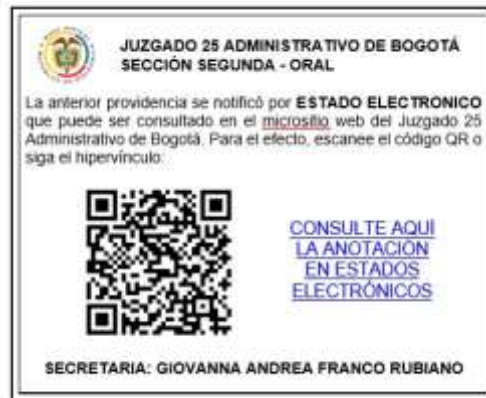 JUZGADO 25 ADMINISTRATIVO DE BOGOTÁ
SECCIÓN SEGUNDA - ORAL
La anterior providencia se notificó por ESTADO ELECTRONICO
que puede ser consultado en el micrositio web del Juzgado 25
Administrativo de Bogotá. Para el efecto, escanee el código QR o
siga el hipervínculo:
CONSULTE AQUÍ
LA ANOTACIÓN
EN ESTADOS
ELECTRÓNICOS
SECRETARIA: GIOVANNA ANDREA FRANCO RUBIANO